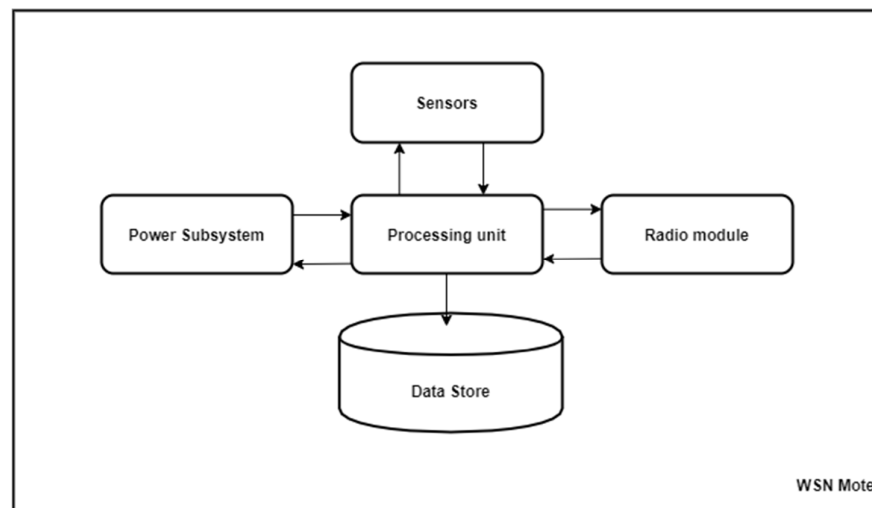 Sensors
Power Subsystem
Processing unit
Radio module
Data Store
WSN Mote